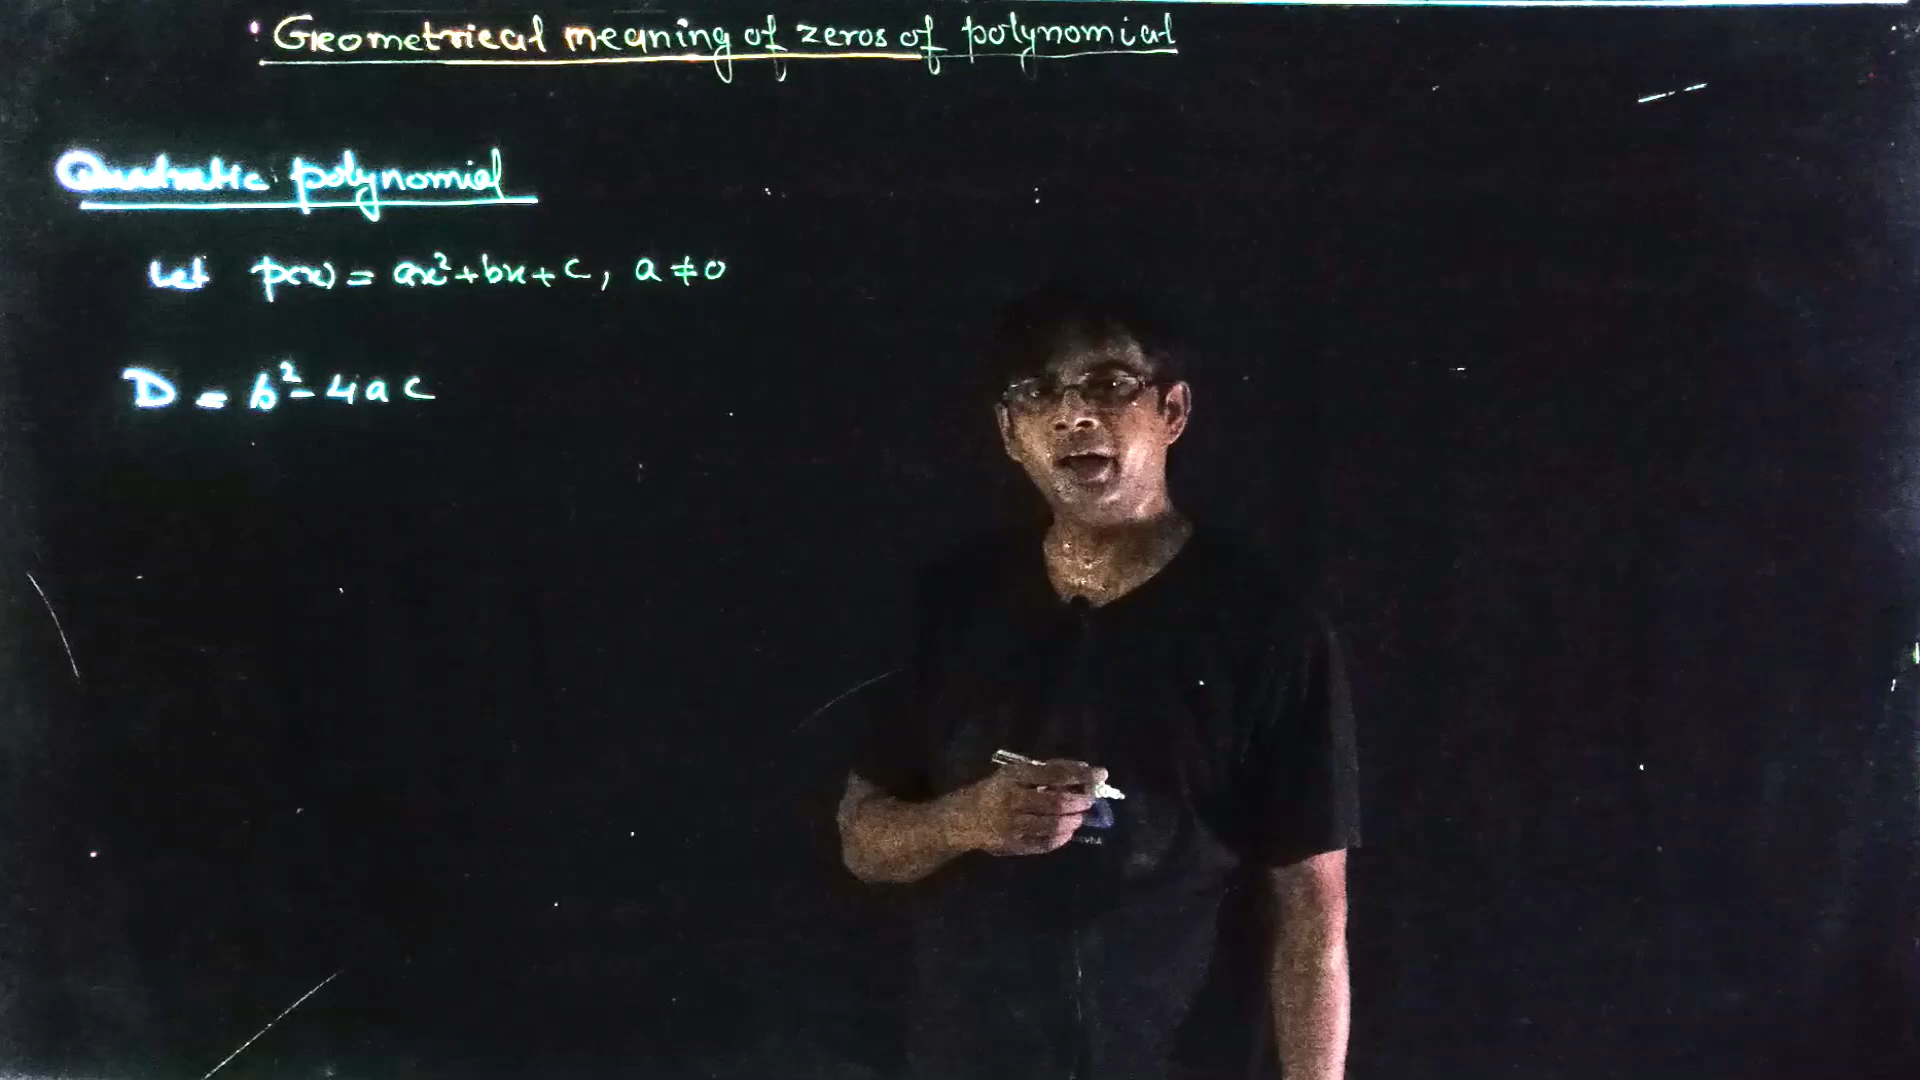 • Geometrical meaning of zeros of polynomial
Quadratic polynomial
Let p(x) = ax²+bx+c, a≠0
D = b²-4ac